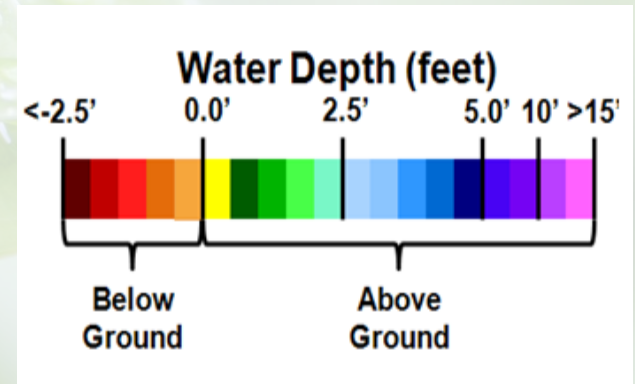 Water Depth (feet)
<-2.5' 0.0' 2.5' 5.0' 10' >15'
Below Above
Ground Ground